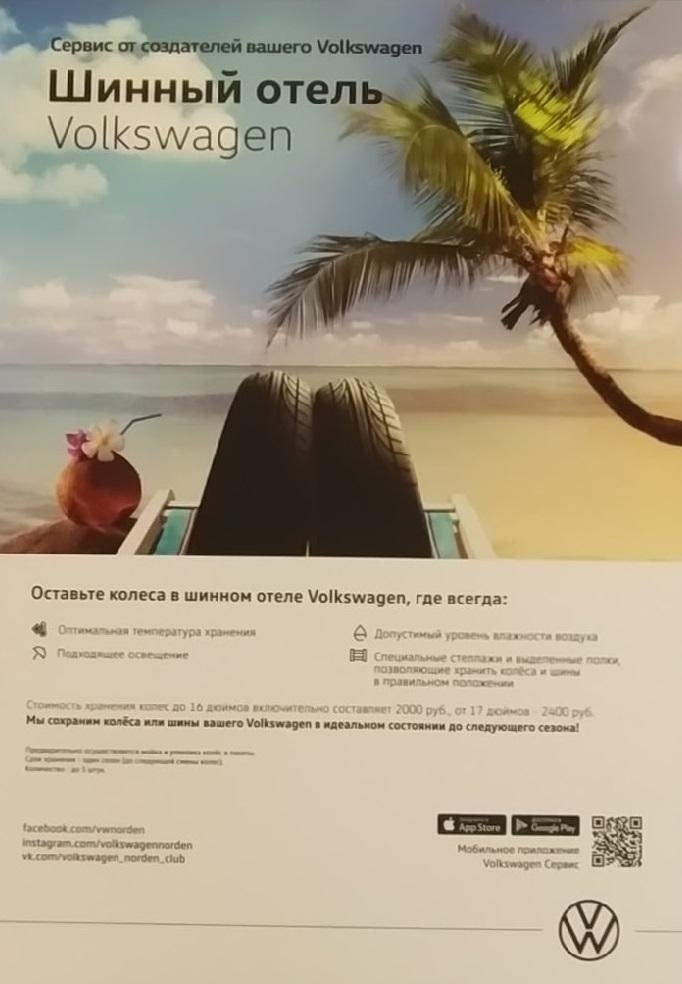 Сервис от создателей вашего Volkswagen
Шинный отель
Volkswagen
Оставьте колеса в шинном отеле Volkswagen, где всегда:
Оптимальная температура хранения
Подходящее освещение
Допустимый уровень влажности воздуха
Специальные стеллажи и выделенные полки,
позволяющие хранить колёса и шины
в правильном положении
Стоимость хранения колес до 16 дюймов включительно составляет 2000 руб., от 17 дюймов - 2400 руб.
Мы сохраним колёса или шины вашего Volkswagen в идеальном состоянии до следующего сезона!
Предварительно осуществляется мойка и упаковка колёс в пакеты.
Срок хранения - один сезон (до следующей смены колес).
Количество - до 5 штук.
facebook.com/vwnorden
instagram.com/volkswagennorden
vk.com/volkswagen_norden_club
App Store
Google Play
Мобильное приложение
Volkswagen Сервис